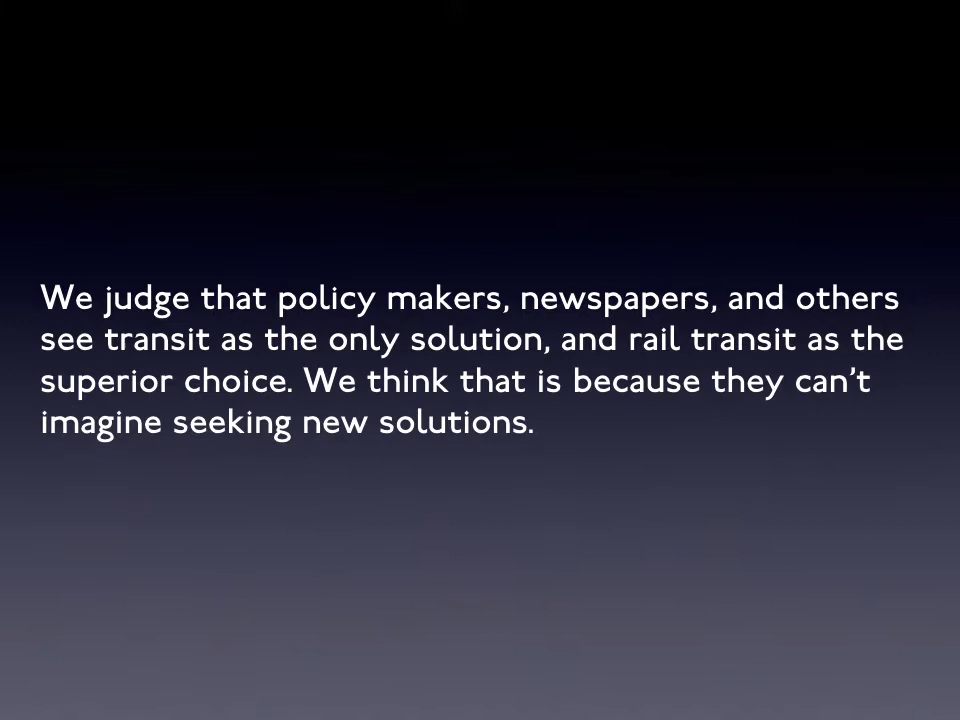 We judge that policy makers, newspapers, and others
see transit as the only solution, and rail transit as the
superior choice. We think that is because they can’t
imagine seeking new solutions.